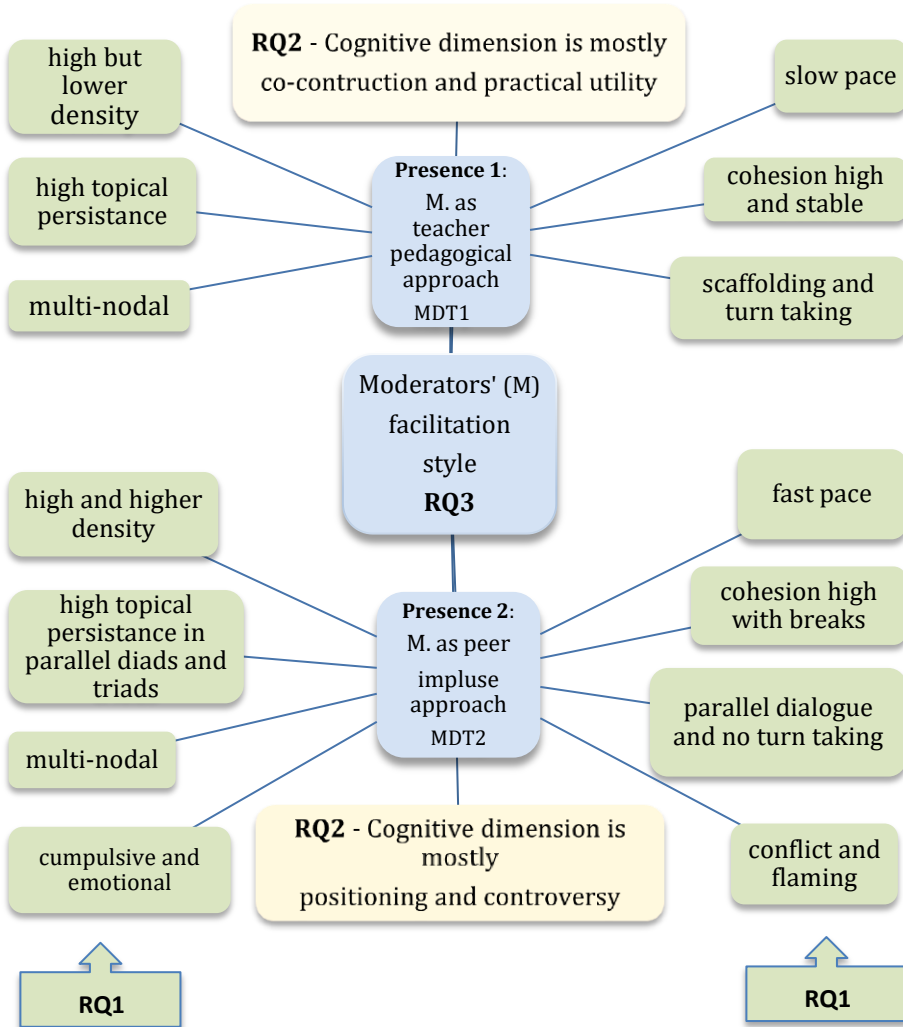 high but
lower
density
RQ2 - Cognitive dimension is mostly
co-contruction and practical utility
slow pace
high topical
persistance
Presence 1:
M. as
teacher
pedagogical
approach
MDT1
cohesion high
and stable
multi-nodal
scaffolding and
turn taking
Moderators' (M)
facilitation
style
RQ3
high and higher
density
fast pace
high topical
persistance in
parallel diads and
triads
Presence 2:
M. as peer
impluse
approach
MDT2
cohesion high
with breaks
multi-nodal
parallel dialogue
and no turn taking
cumpulsive and
emotional
RQ2 - Cognitive dimension is
mostly
positioning and controversy
conflict and
flaming
RQ1
RQ1